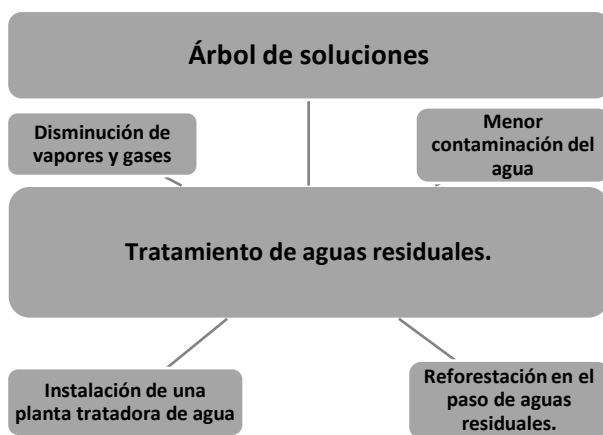 Árbol de soluciones
Disminución de
vapores y gases
Menor
contaminación del
agua
Tratamiento de aguas residuales.
Instalación de una
planta tratadora de agua
Reforestación en el
paso de aguas
residuales.